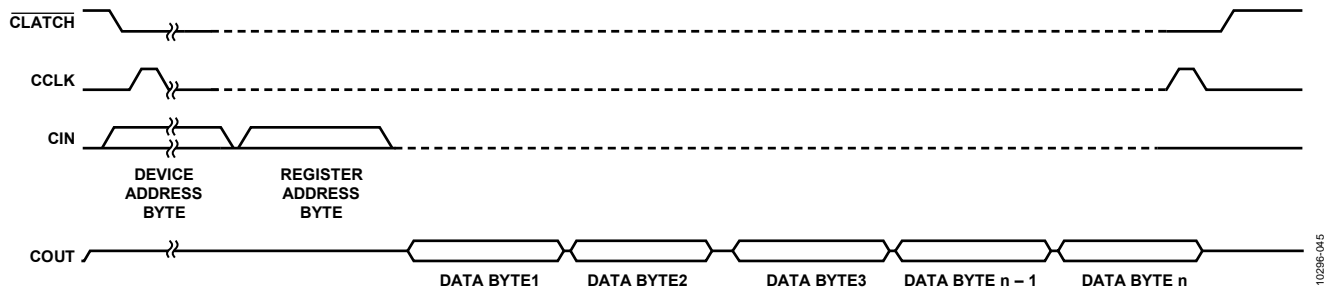 CLATCH
CCLK
CIN
DEVICE
ADDRESS
BYTE
REGISTER
ADDRESS
BYTE
COUT
DATA BYTE1
DATA BYTE2
DATA BYTE3
DATA BYTE n – 1
DATA BYTE n
10296-045